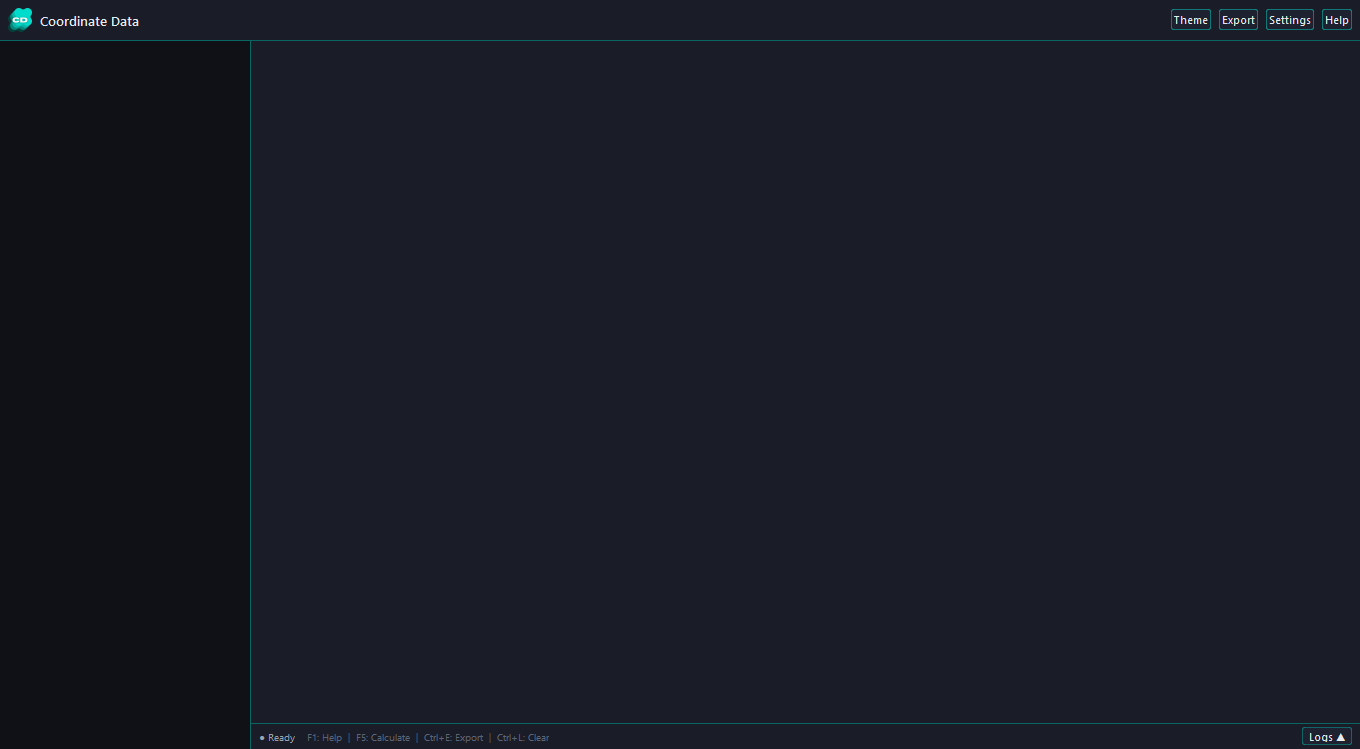 CD Coordinate Data Theme Export Settings Help
● Ready F1: Help | F5: Calculate | Ctrl+E: Export | Ctrl+L: Clear Logs ▲